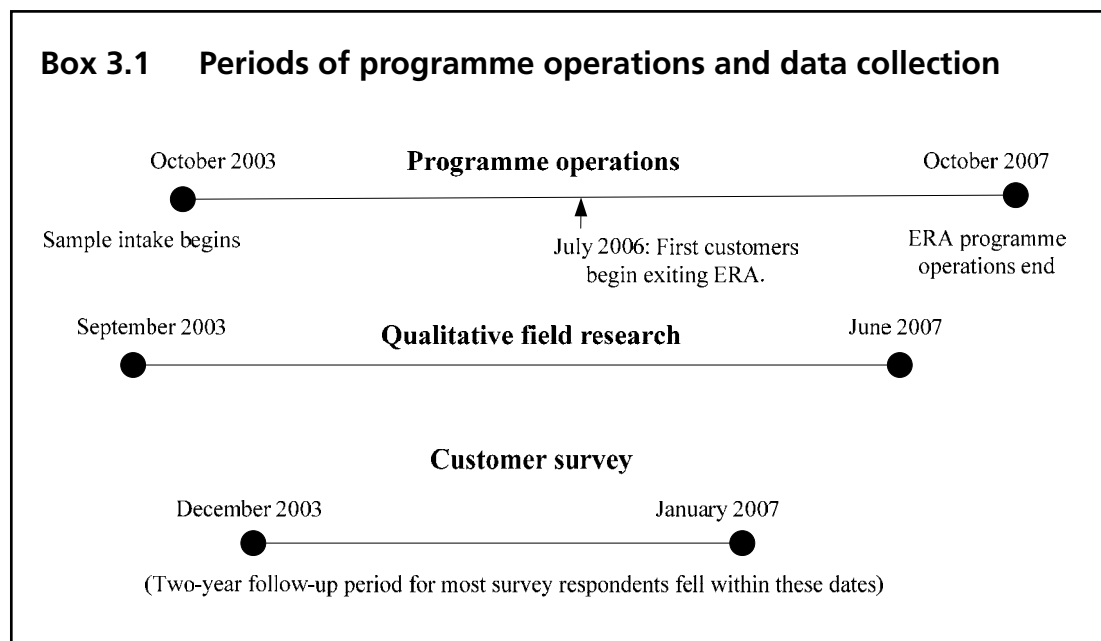 Box 3.1 Periods of programme operations and data collection
October 2003
Programme operations
October 2007
Sample intake begins
July 2006: First customers
begin exiting ERA.
ERA programme
operations end
September 2003
Qualitative field research
June 2007
Customer survey
December 2003
January 2007
(Two-year follow-up period for most survey respondents fell within these dates)